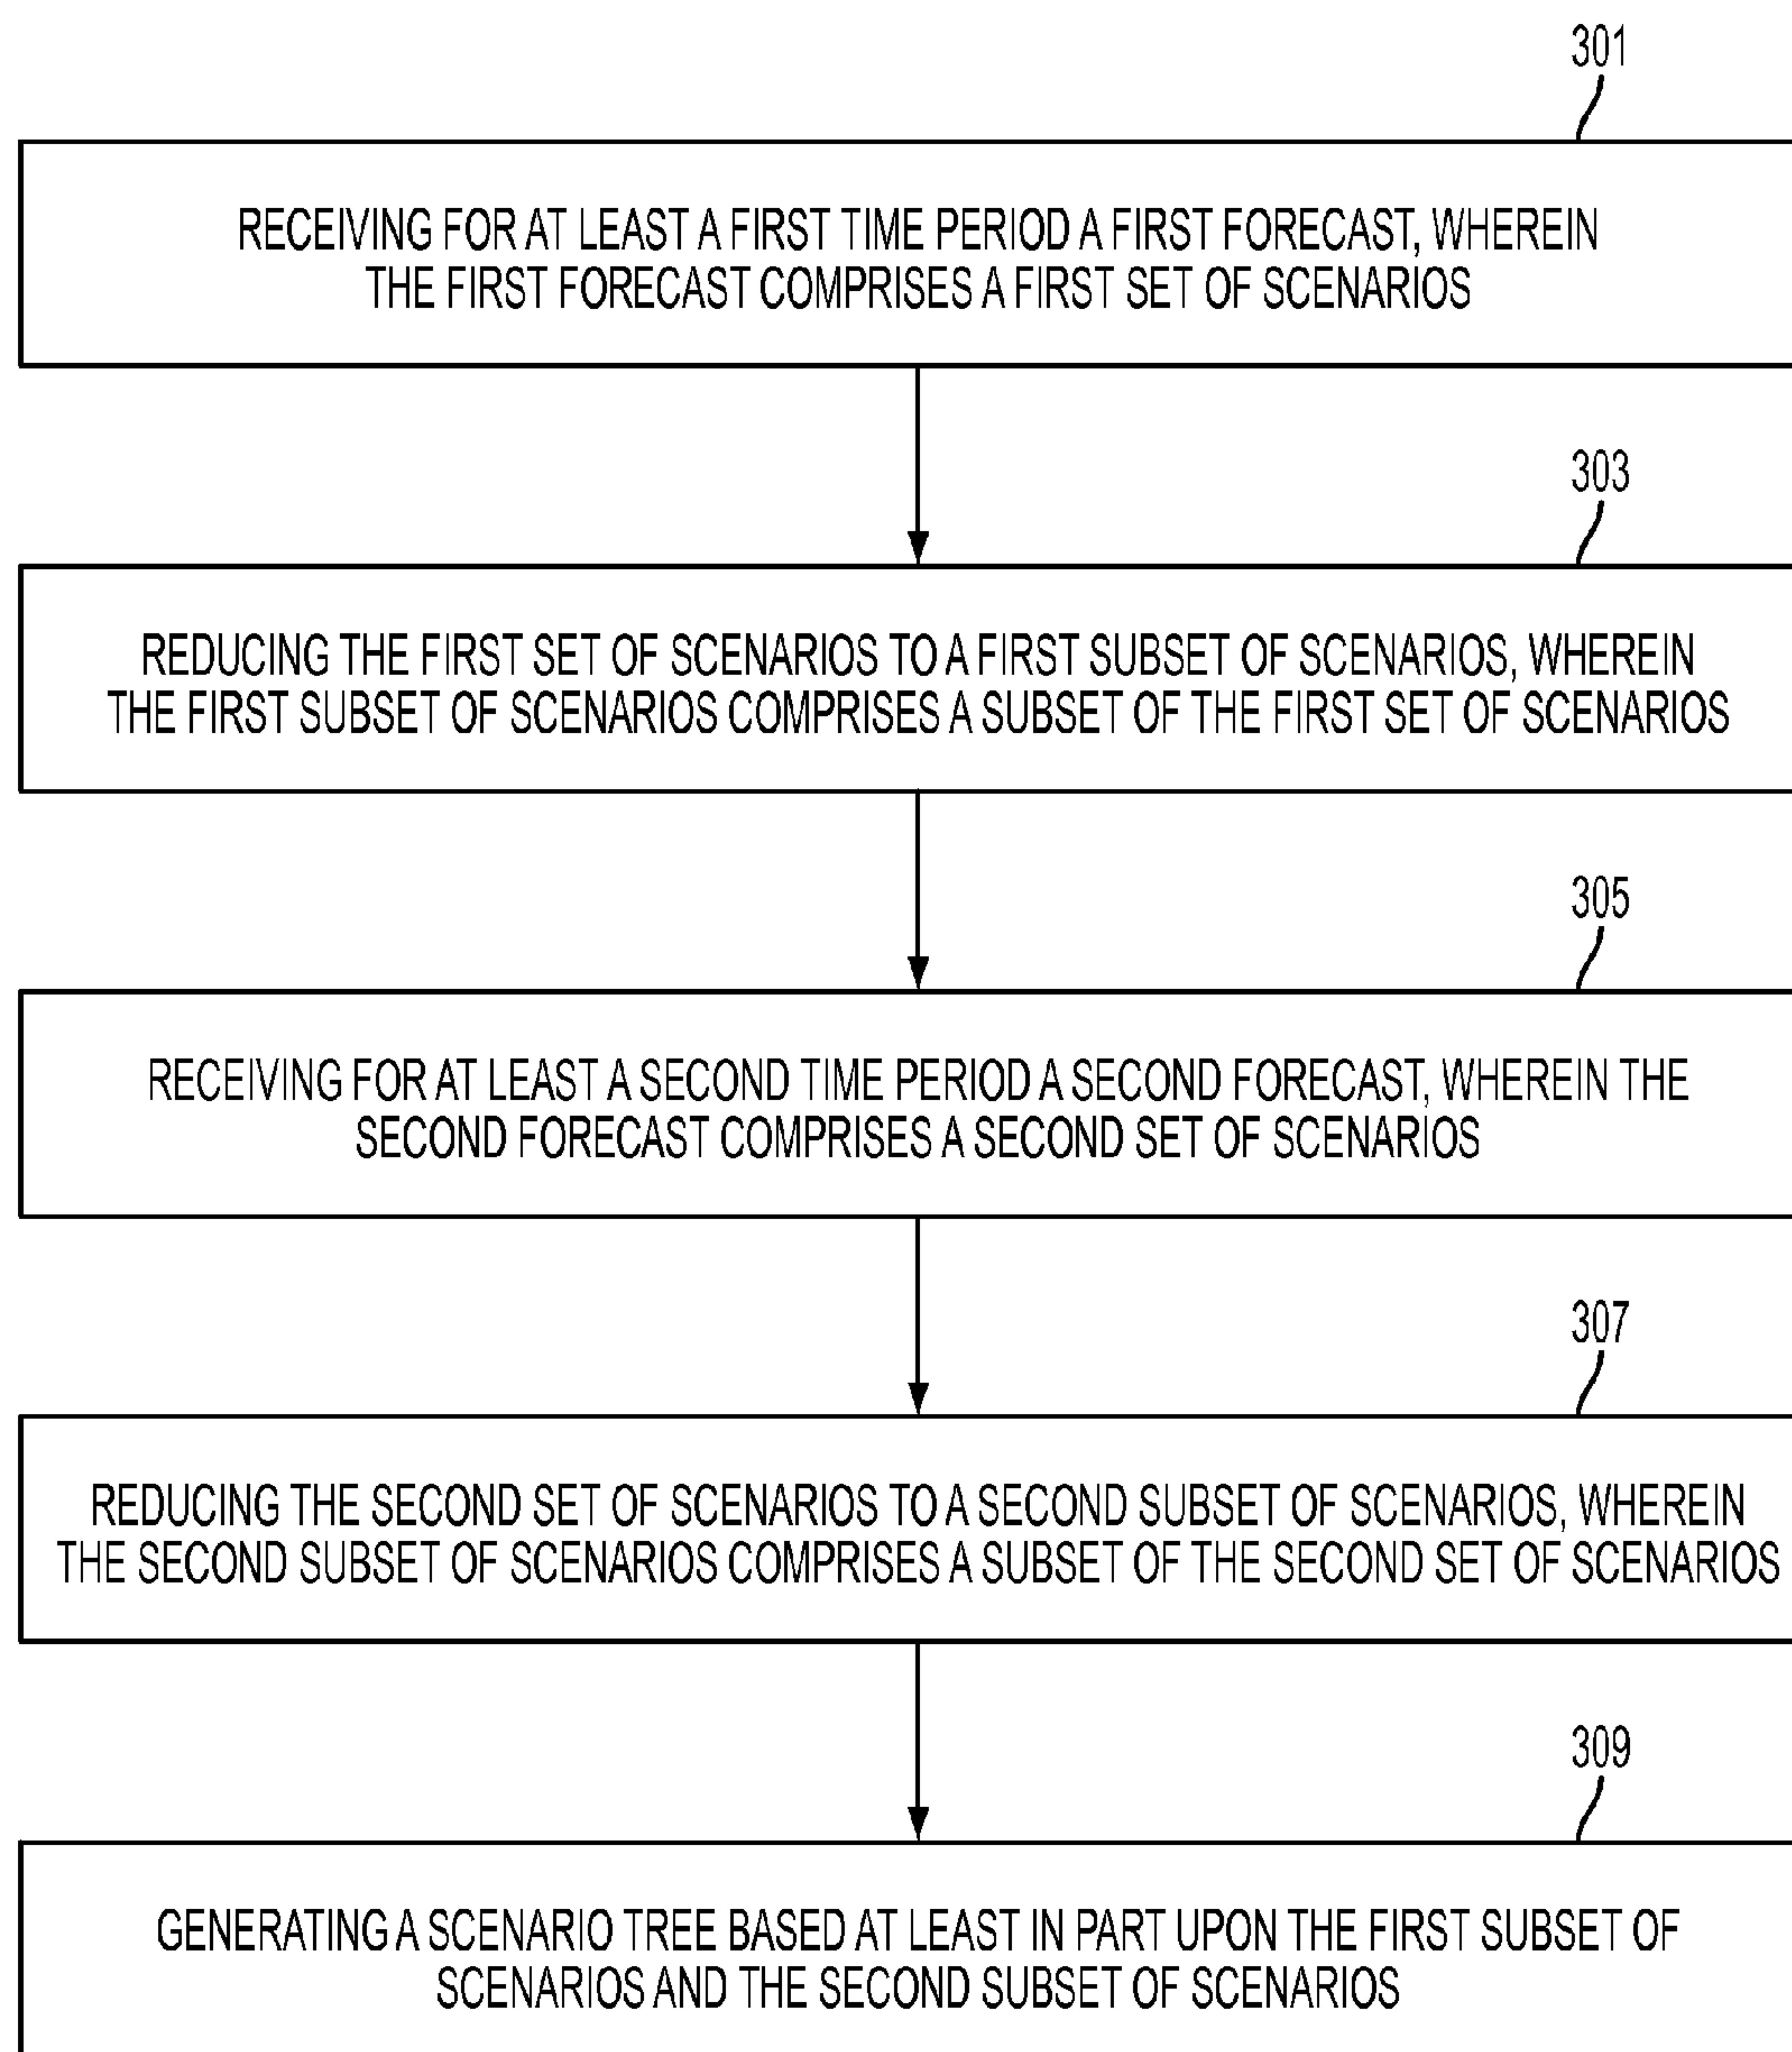 301
RECEIVING FOR AT LEAST A FIRST TIME PERIOD A FIRST FORECAST, WHEREIN
THE FIRST FORECAST COMPRISES A FIRST SET OF SCENARIOS
303
REDUCING THE FIRST SET OF SCENARIOS TO A FIRST SUBSET OF SCENARIOS, WHEREIN
THE FIRST SUBSET OF SCENARIOS COMPRISES A SUBSET OF THE FIRST SET OF SCENARIOS
305
RECEIVING FOR AT LEAST A SECOND TIME PERIOD A SECOND FORECAST, WHEREIN THE
SECOND FORECAST COMPRISES A SECOND SET OF SCENARIOS
307
REDUCING THE SECOND SET OF SCENARIOS TO A SECOND SUBSET OF SCENARIOS, WHEREIN
THE SECOND SUBSET OF SCENARIOS COMPRISES A SUBSET OF THE SECOND SET OF SCENARIOS
309
GENERATING A SCENARIO TREE BASED AT LEAST IN PART UPON THE FIRST SUBSET OF
SCENARIOS AND THE SECOND SUBSET OF SCENARIOS